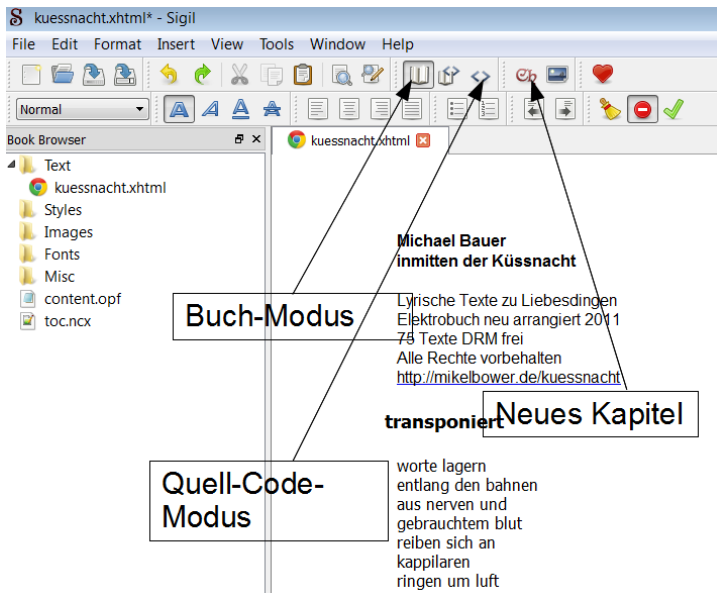 kuessnacht.xhtml* - Sigil
File Edit Format Insert View Tools Window Help
Normal
Book Browser
kuessnacht.xhtml
Text
kuessnacht.xhtml
Styles
Images
Fonts
Misc
content.opf
toc.ncx
Michael Bauer
inmitten der Küssnacht
Lyrische Texte zu Liebesdingen
Elektrobuch neu arrangiert 2011
75 Texte DRM frei
Alle Rechte vorbehalten
http://mikelbower.de/kuessnacht
Buch-Modus
transponiert
Neues Kapitel
worte lagern
entlang den bahnen
aus nerven und
gebrauchtem blut
reiben sich an
kappilaren
ringen um luft
Quell-Code-
Modus